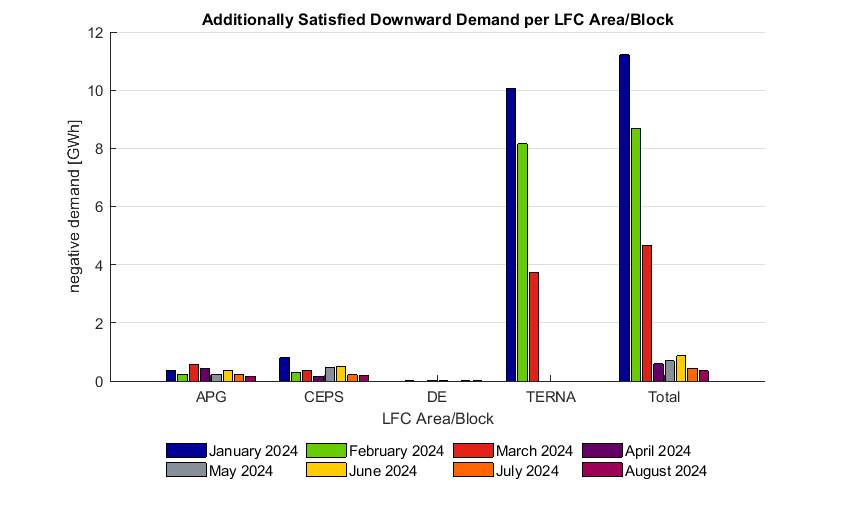 Additionally Satisfied Downward Demand per LFC Area/Block
negative demand [GWh]
12
10
8
6
4
2
0
APG CEPS DE TERNA Total
LFC Area/Block
January 2024 February 2024 March 2024 April 2024
May 2024 June 2024 July 2024 August 2024